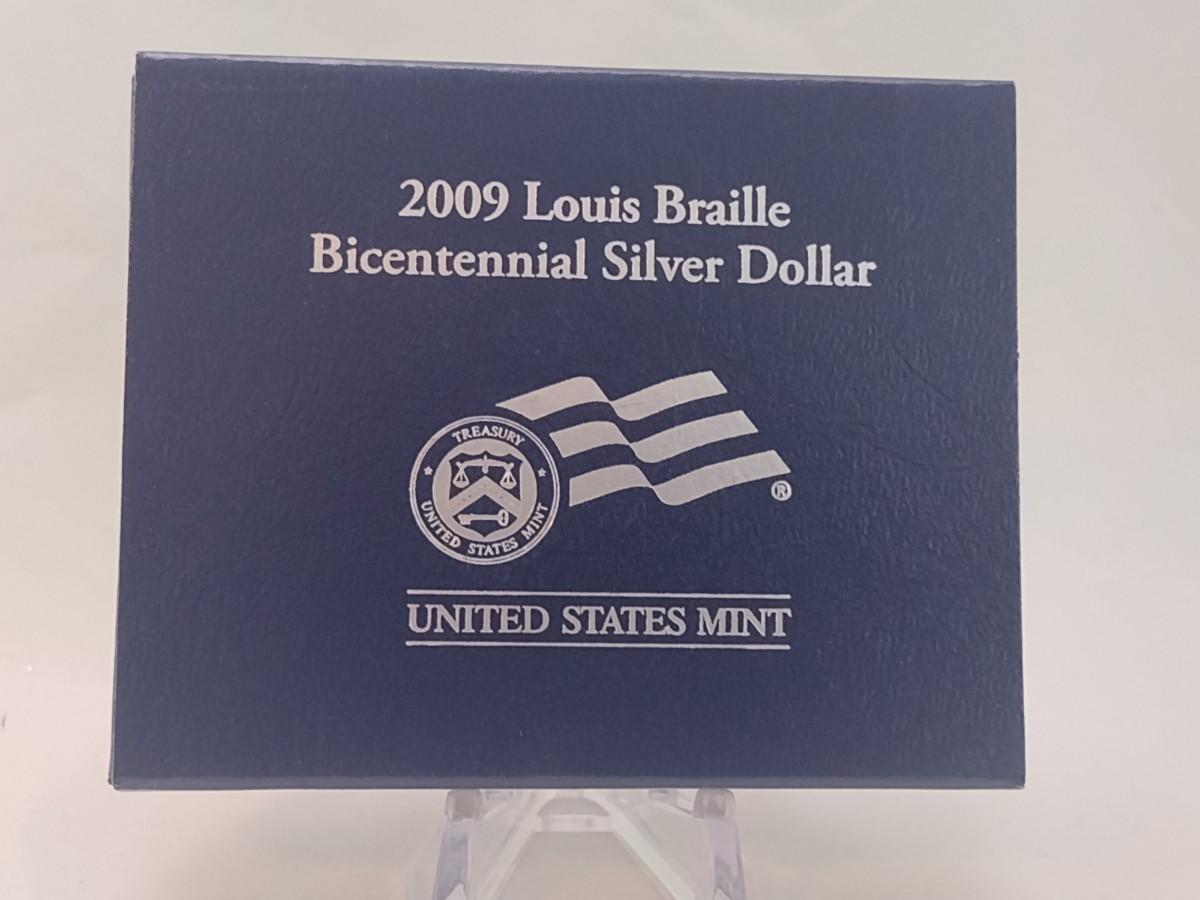 2009 Louis Braille
Bicentennial Silver Dollar
TREASURY
UNITED STATES MINT
®
UNITED STATES MINT